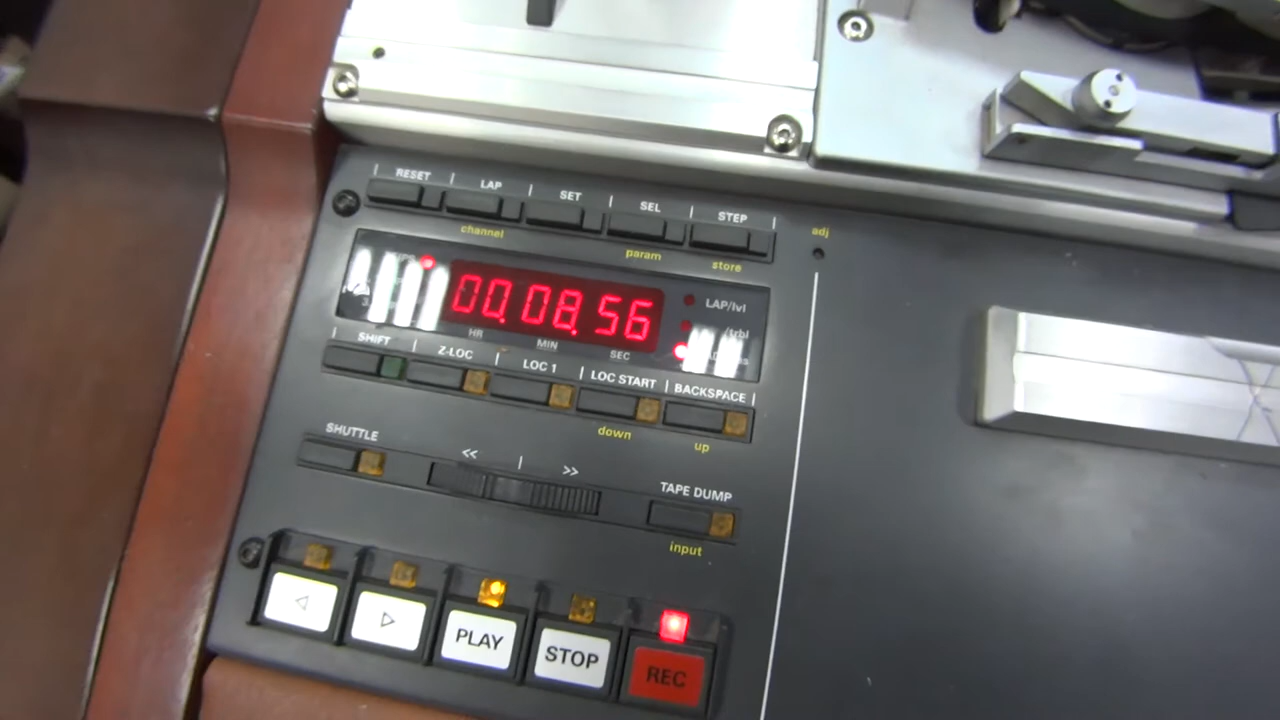 RESET LAP SET SEL STEP
channel param store
adj
00.08.56
HR MIN SEC
LAP/lvl
/trbl
SHIFT Z-LOC LOC 1 LOC START BACKSPACE
down up
SHUTTLE << >> TAPE DUMP
input
PLAY STOP REC